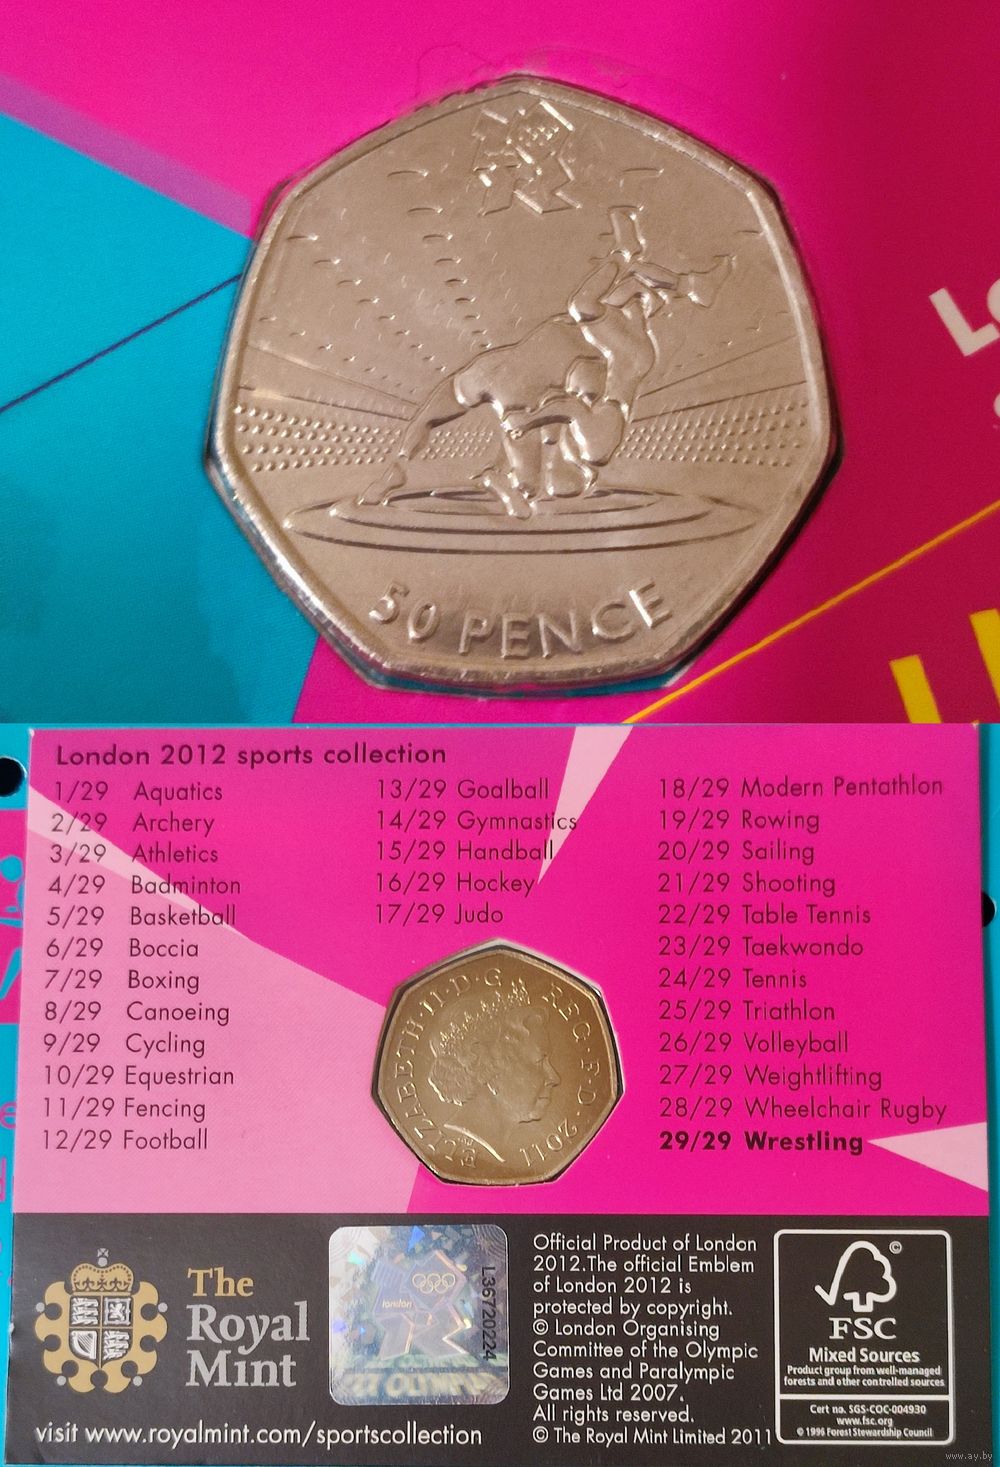 L
50 PENCE
L
London 2012 sports collection
1/29 Aquatics
2/29 Archery
3/29 Athletics
4/29 Badminton
5/29 Basketball
6/29 Boccia
7/29 Boxing
8/29 Canoeing
9/29 Cycling
10/29 Equestrian
11/29 Fencing
12/29 Football
13/29 Goalball
14/29 Gymnastics
15/29 Handball
16/29 Hockey
17/29 Judo
18/29 Modern Pentathlon
19/29 Rowing
20/29 Sailing
21/29 Shooting
22/29 Table Tennis
23/29 Taekwondo
24/29 Tennis
25/29 Triathlon
26/29 Volleyball
27/29 Weightlifting
28/29 Wheelchair Rugby
29/29 Wrestling
ELIZABETH·II·D·G REG·F·D·2011
The
Royal
Mint
visit www.royalmint.com/sportscollection
london
L36720224
Official Product of London
2012.The official Emblem
of London 2012 is
protected by copyright.
© London Organising
Committee of the Olympic
Games and Paralympic
Games Ltd 2007.
All rights reserved.
© The Royal Mint Limited 2011
©
FSC
Mixed Sources
Product group from well-managed
forests and other controlled sources
Cert no. SGS-COC-004930
www.fsc.org
© 1996 Forest Stewardship Council
www.ay.by